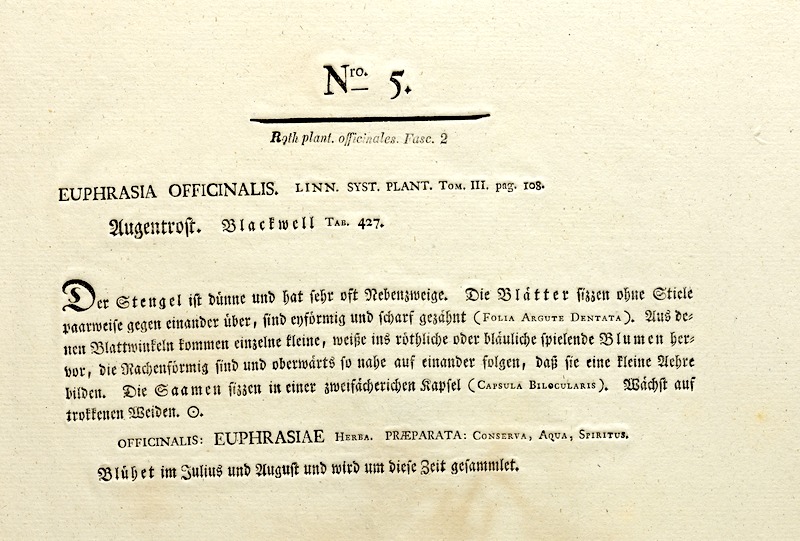 Nro. 5.
Roth plant. officinales. Fasc. 2
EUPHRASIA OFFICINALIS. LINN. SYST. PLANT. Tom. III. pag. 108.
Augentroſt. Blackwell Tab. 427.
Der Stengel iſt dünne und hat ſehr oft Nebenzweige. Die Blätter ſizzen ohne Stiele
paarweiſe gegen einander über, ſind eyförmig und ſcharf gezähnt (Folia Argute Dentata). Aus de-
nen Blattwinkeln kommen einzelne kleine, weiße ins röthliche oder bläuliche ſpielende Blumen her-
vor, die Rachenförmig ſind und oberwärts ſo nahe auf einander folgen, daß ſie eine kleine Aehre
bilden. Die Saamen ſizzen in einer zweifächerichen Kapſel (Capsula Bilocularis). Wächſt auf
trokkenen Weiden. ☉.
OFFICINALIS: EUPHRASIAE Herba. PRÆPARATA: Conserva, Aqua, Spiritus.
Blühet im Julius und Auguſt und wird um dieſe Zeit geſammlet.